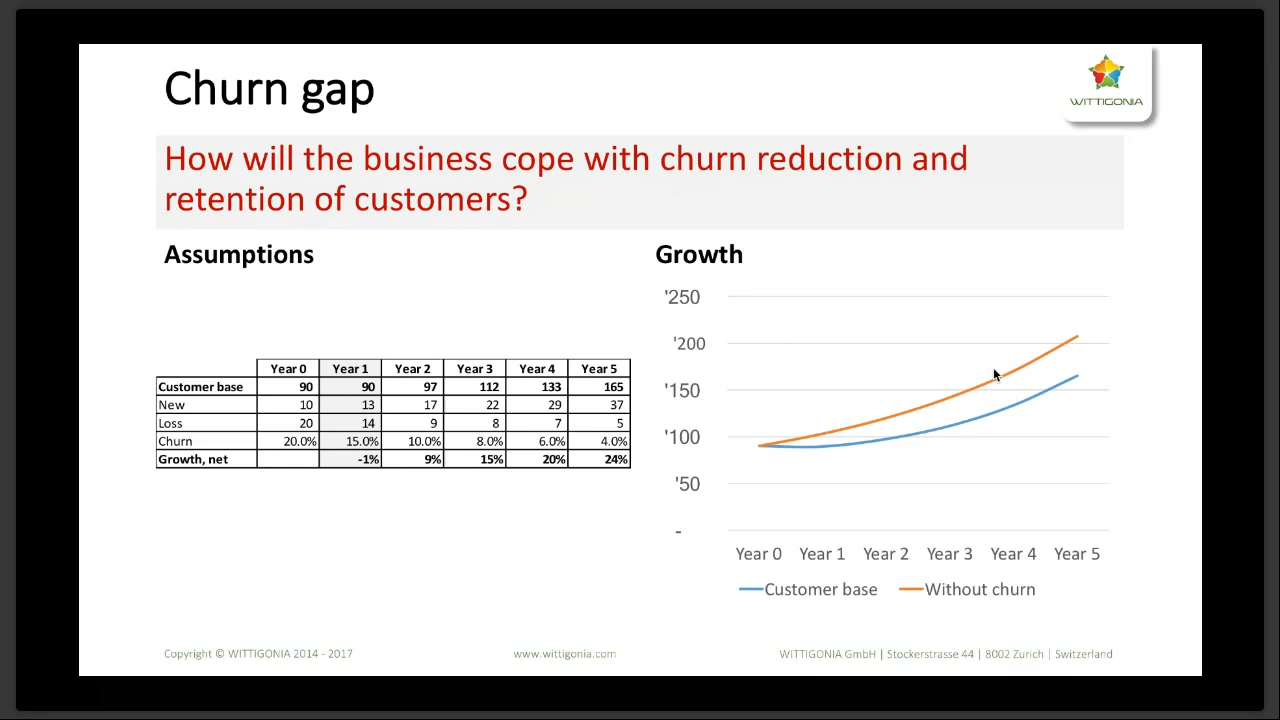 Churn gap
WITTIGONIA
How will the business cope with churn reduction and
retention of customers?
Assumptions
Year 0 Year 1 Year 2 Year 3 Year 4 Year 5
Customer base 90 90 97 112 133 165
New 10 13 17 22 29 37
Loss 20 14 9 8 7 5
Churn 20.0% 15.0% 10.0% 8.0% 6.0% 4.0%
Growth, net -1% 9% 15% 20% 24%
Growth
'250
'200
'150
'100
'50
-
Year 0 Year 1 Year 2 Year 3 Year 4 Year 5
Customer base Without churn
Copyright © WITTIGONIA 2014 - 2017 www.wittigonia.com WITTIGONIA GmbH | Stockerstrasse 44 | 8002 Zurich | Switzerland